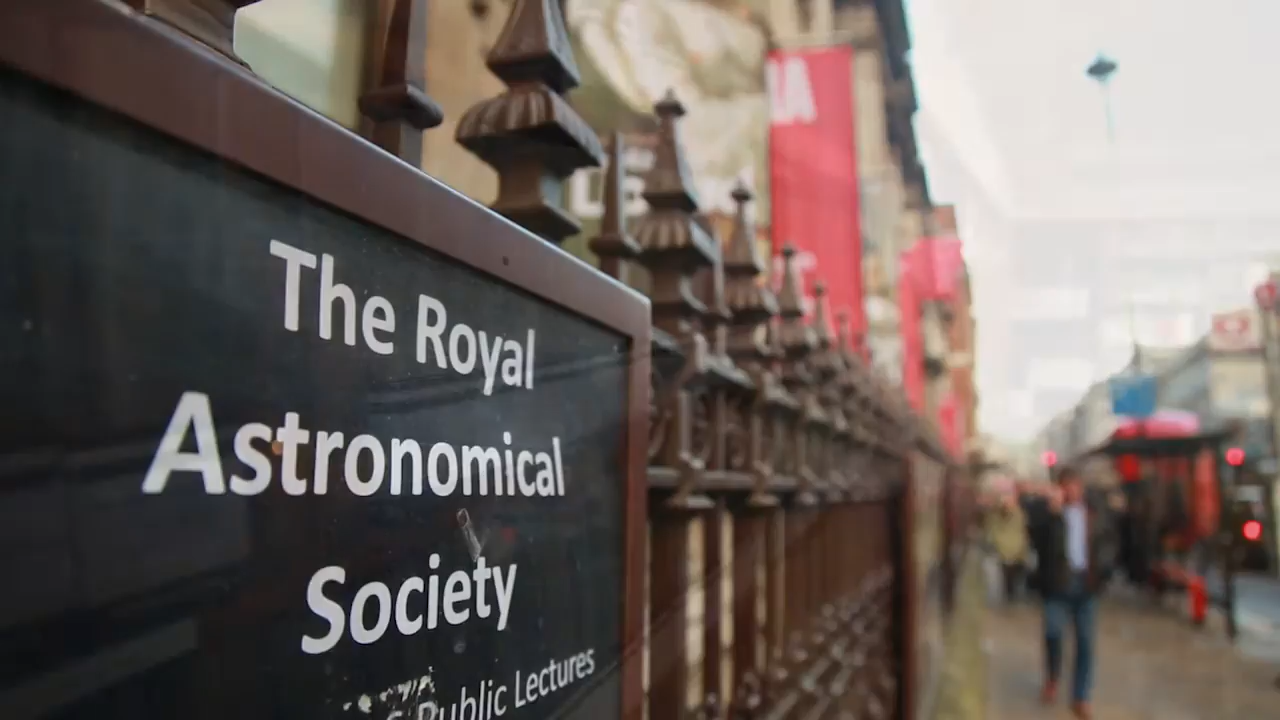 The Royal
Astronomical
Society
Public Lectures